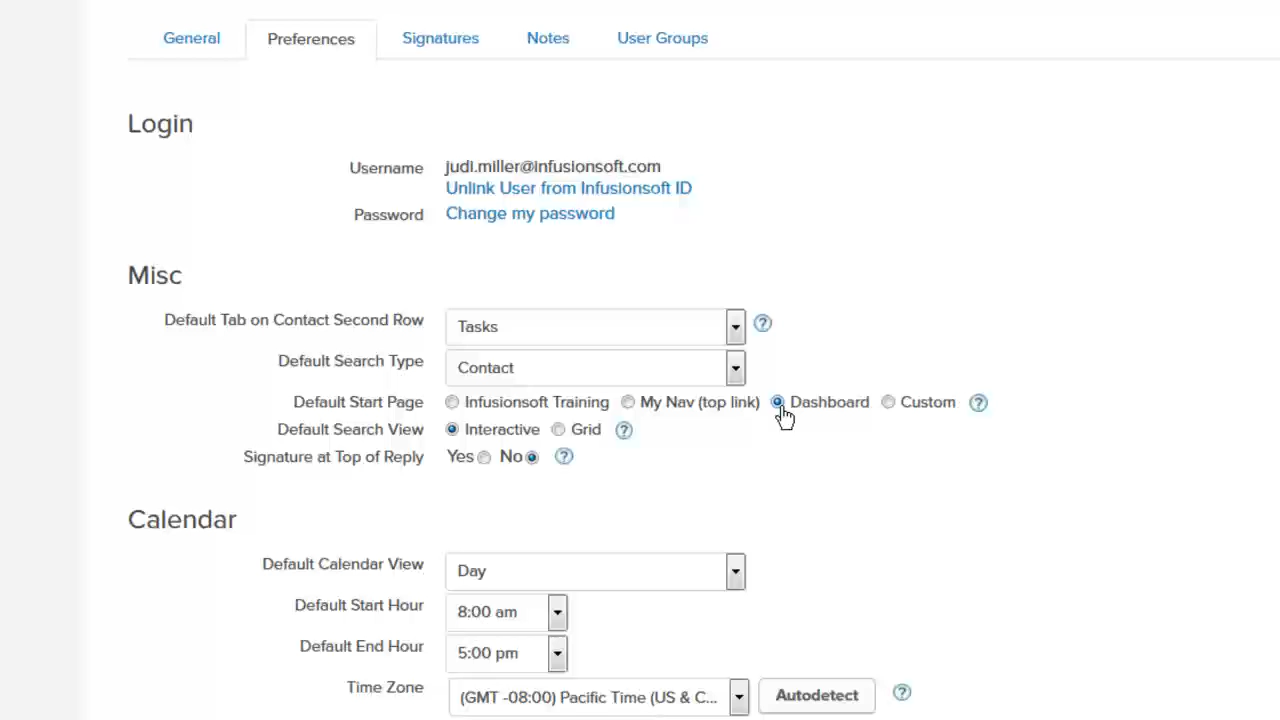 General Preferences Signatures Notes User Groups
Login
Username judi.miller@infusionsoft.com
Unlink User from Infusionsoft ID
Password Change my password
Misc
Default Tab on Contact Second Row Tasks ?
Default Search Type Contact
Default Start Page Infusionsoft Training My Nav (top link) Dashboard Custom ?
Default Search View Interactive Grid ?
Signature at Top of Reply Yes No ?
Calendar
Default Calendar View Day
Default Start Hour 8:00 am
Default End Hour 5:00 pm
Time Zone (GMT -08:00) Pacific Time (US & C... Autodetect ?